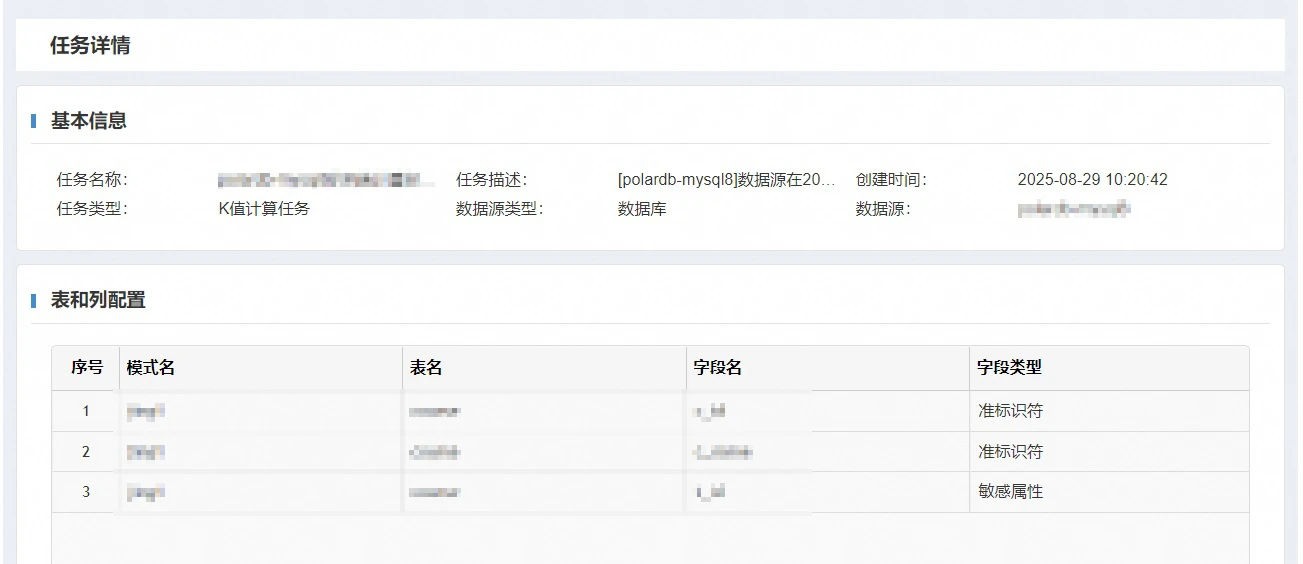 任务详情
基本信息
任务名称： 任务描述： [polardb-mysql8]数据源在20... 创建时间： 2025-08-29 10:20:42
任务类型： K值计算任务 数据源类型： 数据库 数据源：
表和列配置
序号 模式名 表名 字段名 字段类型
1 准标识符
2 准标识符
3 敏感属性